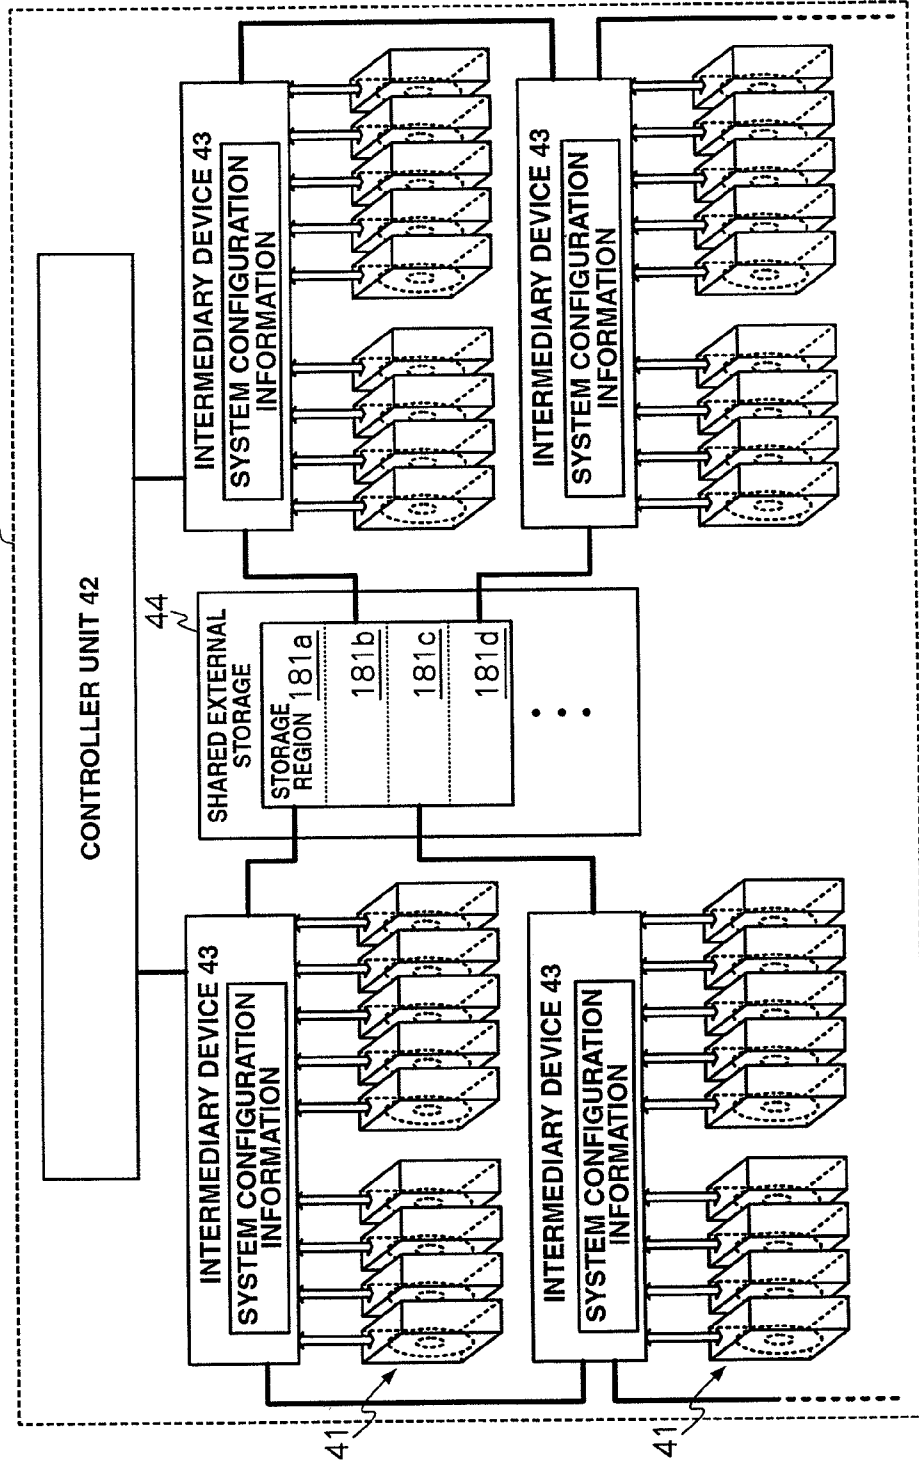 CONTROLLER UNIT 42
INTERMEDIARY DEVICE 43
SYSTEM CONFIGURATION
INFORMATION
44
SHARED EXTERNAL
STORAGE
STORAGE
REGION 181a
181b
181c
181d
INTERMEDIARY DEVICE 43
SYSTEM CONFIGURATION
INFORMATION
41
INTERMEDIARY DEVICE 43
SYSTEM CONFIGURATION
INFORMATION
INTERMEDIARY DEVICE 43
SYSTEM CONFIGURATION
INFORMATION
41